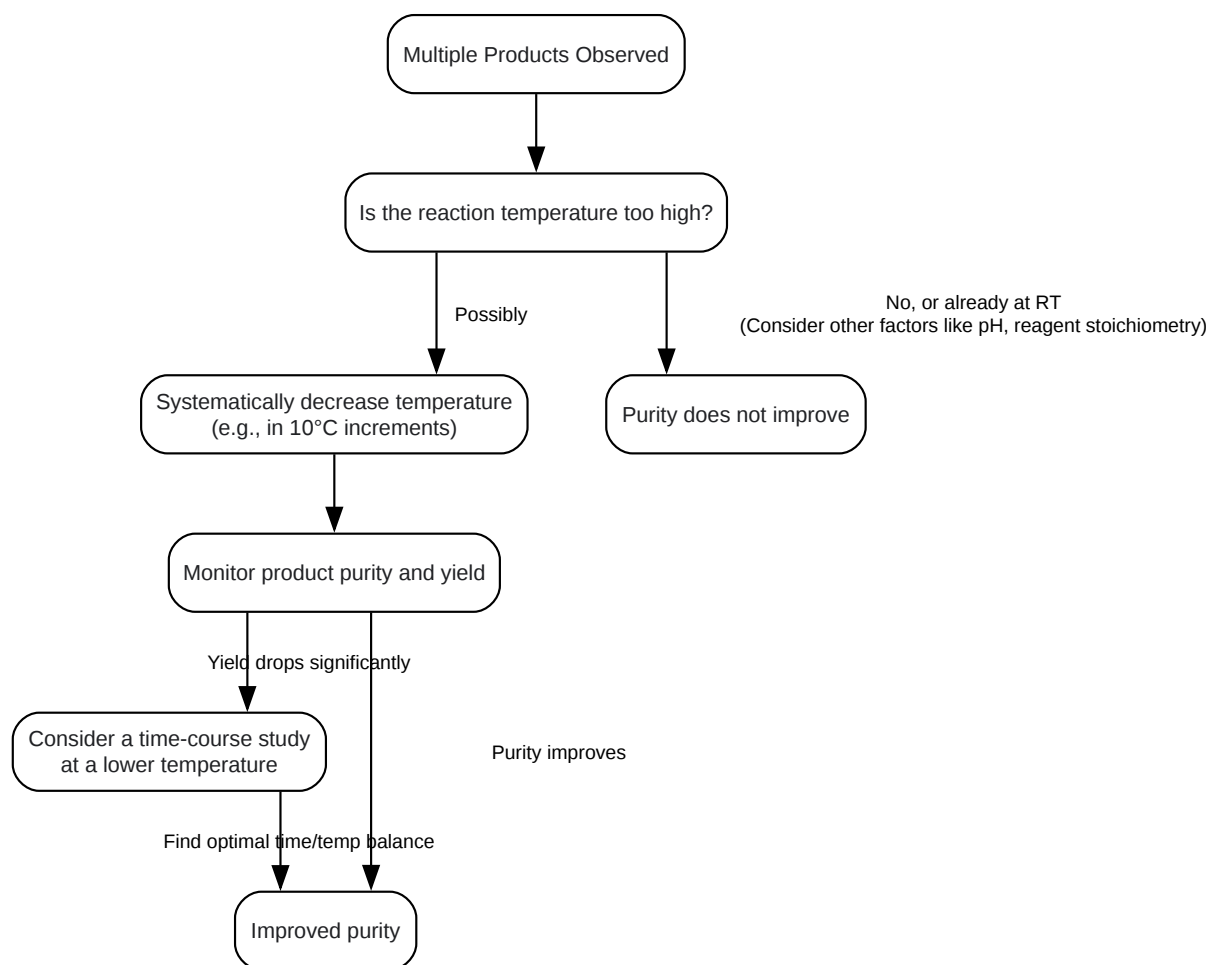 Multiple Products Observed
Is the reaction temperature too high?
Possibly
No, or already at RT
(Consider other factors like pH, reagent stoichiometry)
Systematically decrease temperature
(e.g., in 10°C increments)
Purity does not improve
Monitor product purity and yield
Yield drops significantly
Consider a time-course study
at a lower temperature
Purity improves
Find optimal time/temp balance
Improved purity